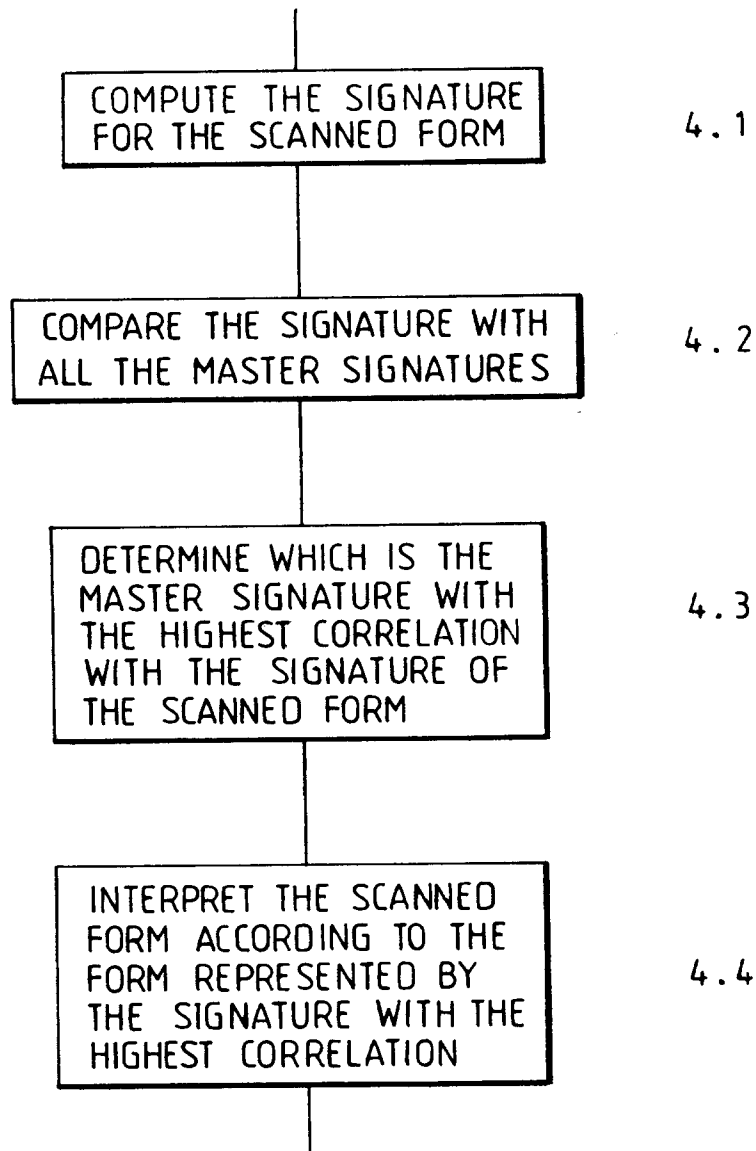 COMPUTE THE SIGNATURE
FOR THE SCANNED FORM
4.1
COMPARE THE SIGNATURE WITH
ALL THE MASTER SIGNATURES
4.2
DETERMINE WHICH IS THE
MASTER SIGNATURE WITH
THE HIGHEST CORRELATION
WITH THE SIGNATURE OF
THE SCANNED FORM
4.3
INTERPRET THE SCANNED
FORM ACCORDING TO THE
FORM REPRESENTED BY
THE SIGNATURE WITH THE
HIGHEST CORRELATION
4.4